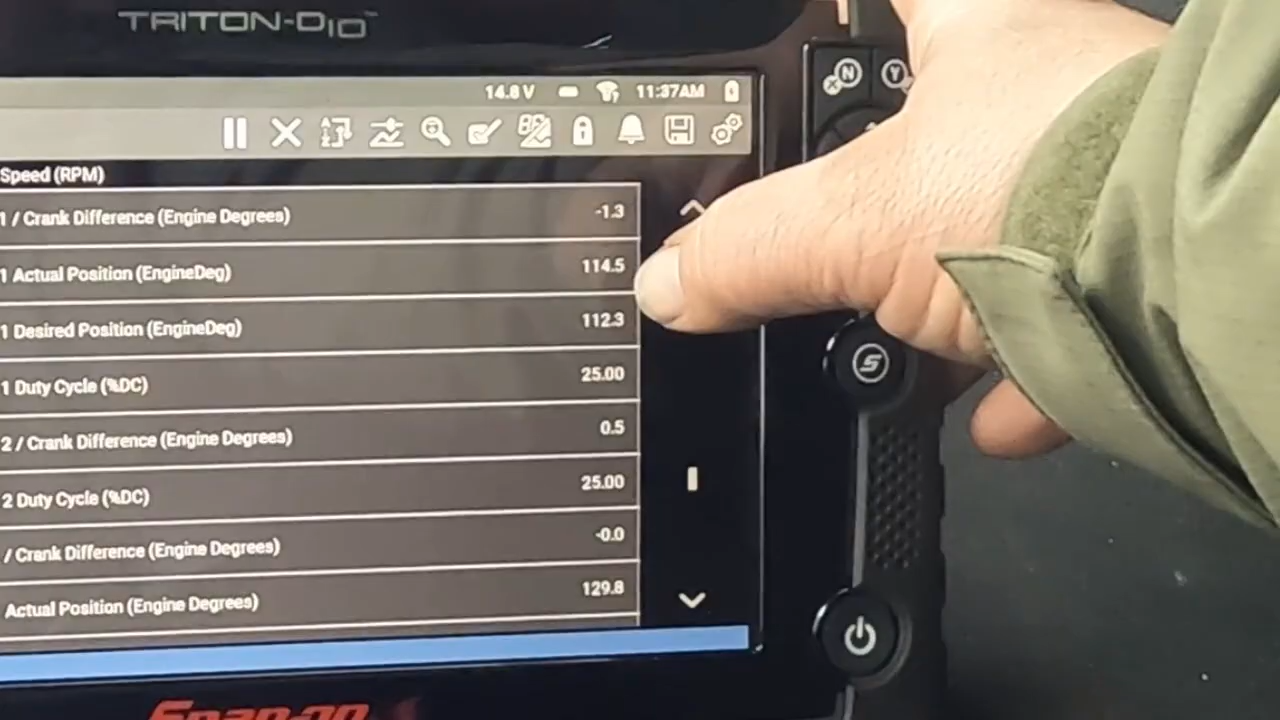 TRITON-D10™
14.8 V 11:37AM
N X Y
Speed (RPM)
1 / Crank Difference (Engine Degrees) -1.3
1 Actual Position (EngineDeg) 114.5
1 Desired Position (EngineDeg) 112.3
1 Duty Cycle (%DC) 25.00
2 / Crank Difference (Engine Degrees) 0.5
2 Duty Cycle (%DC) 25.00
/ Crank Difference (Engine Degrees) -0.0
Actual Position (Engine Degrees) 129.8
S
Snap-on